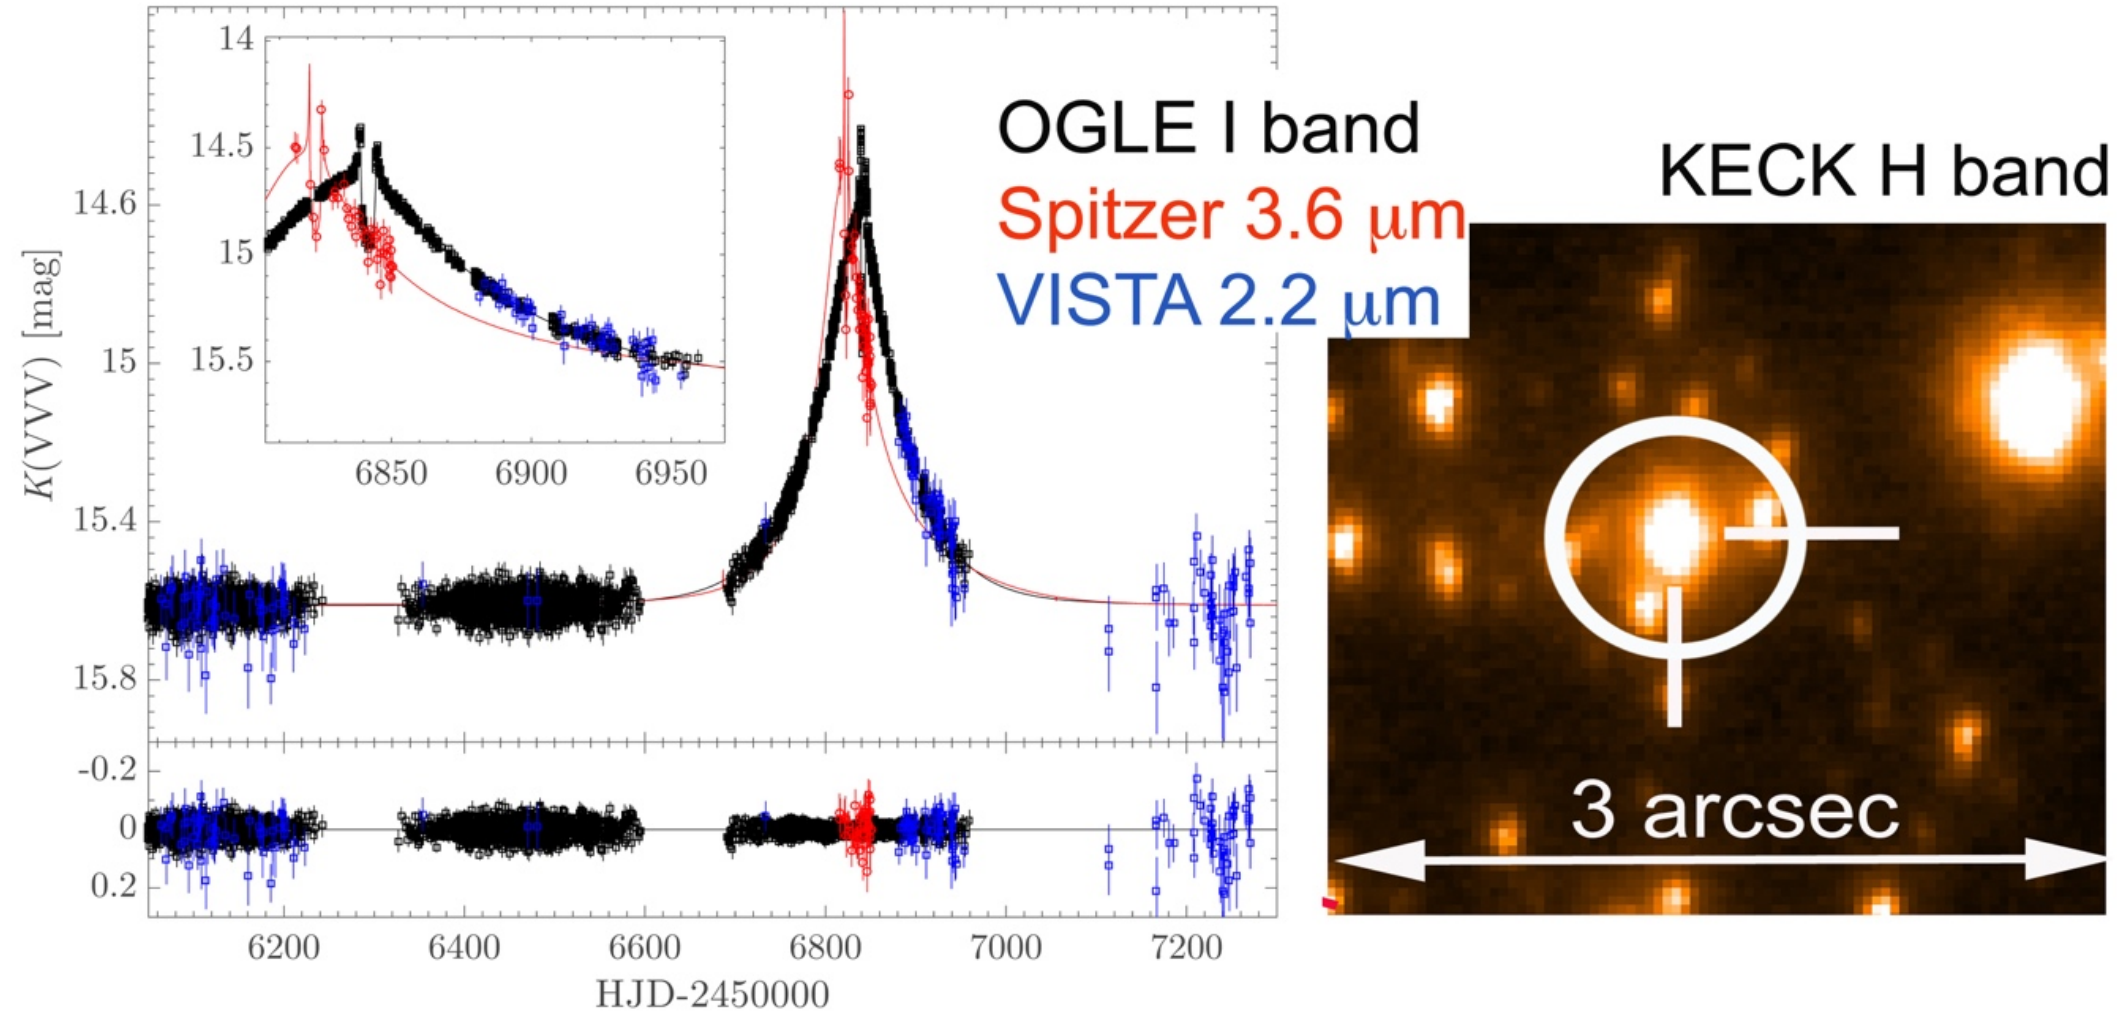 14
14.5
15
15.5
6850
6900
6950
14.6
15
15.4
15.8
K(VVV) [mag]
-0.2
0
0.2
6200
6400
6600
6800
7000
7200
HJD-2450000
OGLE I band
Spitzer 3.6 μm
VISTA 2.2 μm
KECK H band
3 arcsec